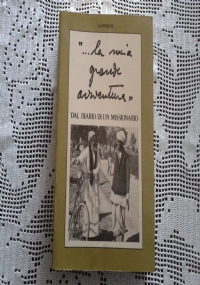 "...la mia
grande
avventura"
DAL DIARIO DI UN MISSIONARIO